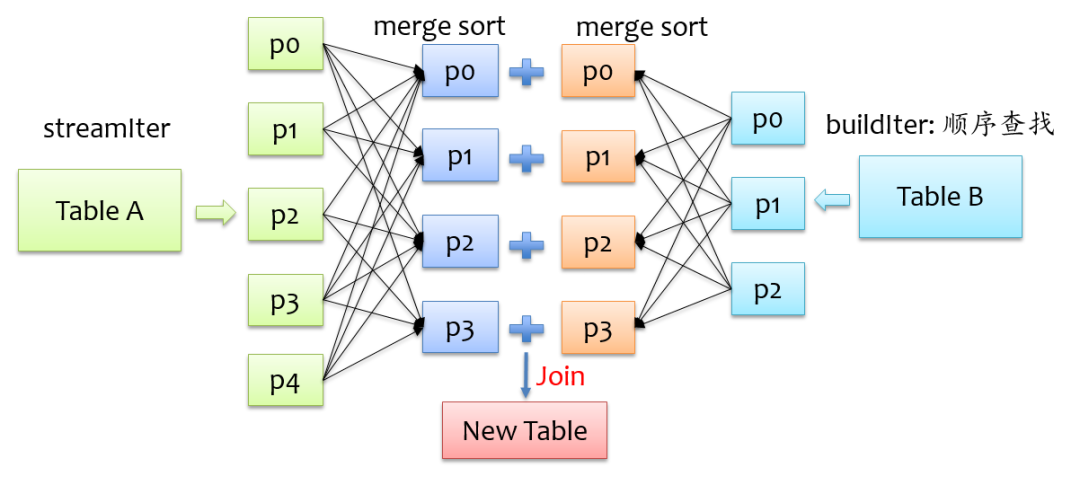 merge sort
merge sort
streamIter
Table A
p0
p1
p2
p3
p4
p0
p1
p2
p3
p0
p1
p2
p3
p0
p1
p2
buildIter: 顺序查找
Table B
Join
New Table